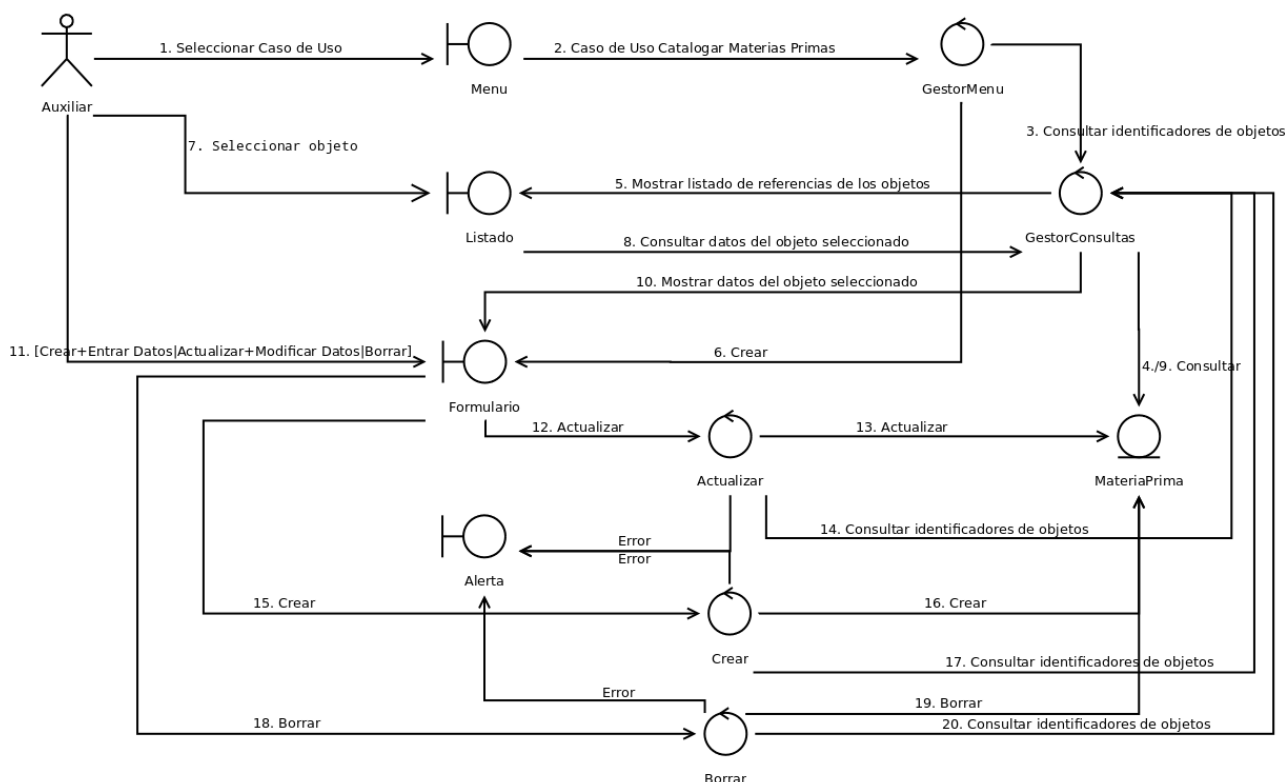 1. Seleccionar Caso de Uso
2. Caso de Uso Catalogar Materias Primas
Menu
GestorMenu
Auxiliar
3. Consultar identificadores de objetos
7. Seleccionar objeto
5. Mostrar listado de referencias de los objetos
Listado
GestorConsultas
8. Consultar datos del objeto seleccionado
10. Mostrar datos del objeto seleccionado
11. [Crear+Entrar Datos|Actualizar+Modificar Datos|Borrar]
6. Crear
4./9. Consultar
Formulario
12. Actualizar
13. Actualizar
Actualizar
MateriaPrima
14. Consultar identificadores de objetos
Error
Error
Alerta
15. Crear
16. Crear
Crear
17. Consultar identificadores de objetos
Error
19. Borrar
18. Borrar
20. Consultar identificadores de objetos
Borrar